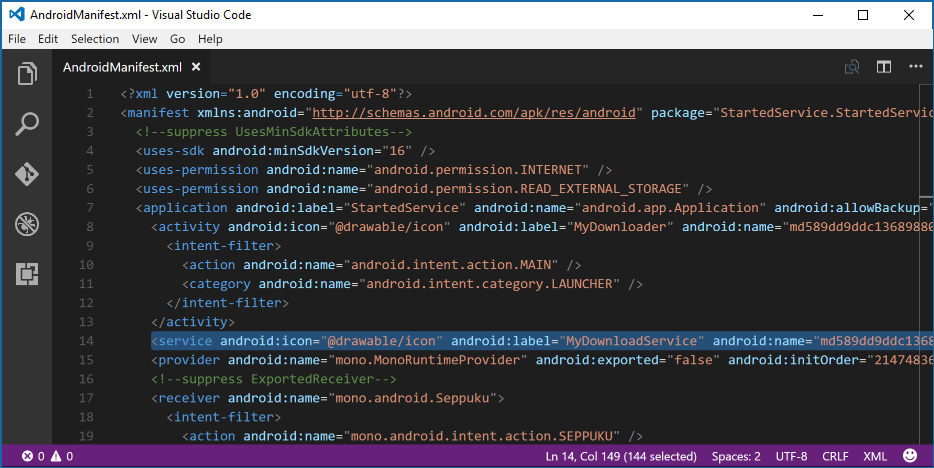 AndroidManifest.xml - Visual Studio Code
File Edit Selection View Go Help
AndroidManifest.xml
1 <?xml version="1.0" encoding="utf-8"?>
2 <manifest xmlns:android="http://schemas.android.com/apk/res/android" package="StartedService.StartedServic
3 <!--suppress UsesMinSdkAttributes-->
4 <uses-sdk android:minSdkVersion="16" />
5 <uses-permission android:name="android.permission.INTERNET" />
6 <uses-permission android:name="android.permission.READ_EXTERNAL_STORAGE" />
7 <application android:label="StartedService" android:name="android.app.Application" android:allowBackup="
8 <activity android:icon="@drawable/icon" android:label="MyDownloader" android:name="md589dd9ddc13689880
9 <intent-filter>
10 <action android:name="android.intent.action.MAIN" />
11 <category android:name="android.intent.category.LAUNCHER" />
12 </intent-filter>
13 </activity>
14 <service android:icon="@drawable/icon" android:label="MyDownloadService" android:name="md589dd9ddc1368
15 <provider android:name="mono.MonoRuntimeProvider" android:exported="false" android:initOrder="21474836
16 <!--suppress ExportedReceiver-->
17 <receiver android:name="mono.android.Seppuku">
18 <intent-filter>
19 <action android:name="mono.android.intent.action.SEPPUKU" />
0 0 Ln 14, Col 149 (144 selected) Spaces: 2 UTF-8 CRLF XML